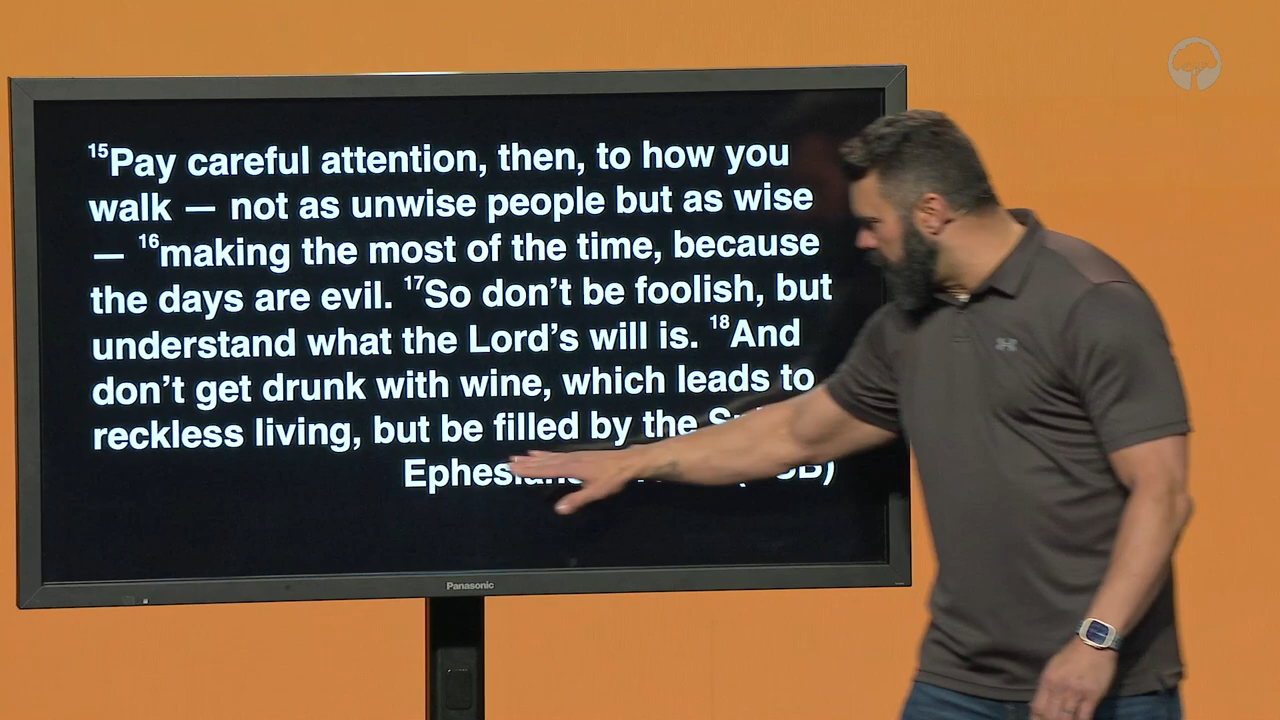 ¹⁵Pay careful attention, then, to how you
walk — not as unwise people but as wise
— ¹⁶making the most of the time, because
the days are evil. ¹⁷So don’t be foolish, but
understand what the Lord’s will is. ¹⁸And
don’t get drunk with wine, which leads to
reckless living, but be filled by the
Panasonic